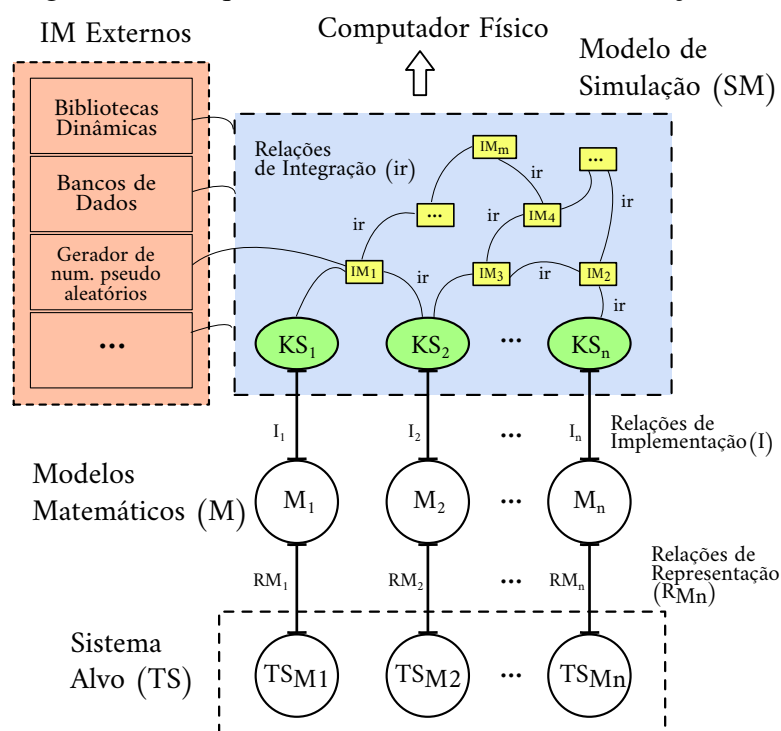 IM Externos
Computador Físico
Modelo de
Simulação (SM)
Bibliotecas
Dinâmicas
Bancos de
Dados
Gerador de
num. pseudo
aleatórios
...
Relações
de Integração (ir)
IMm
ir
...
ir
...
IM4
ir
ir
ir
IM1
ir
IM3
ir
IM2
ir
KS1
KS2
...
KSn
I1
I2
...
In
Relações de
Implementação (I)
Modelos
Matemáticos (M)
M1
M2
...
Mn
RM1
RM2
...
RMn
Relações de
Representação
(RMn)
Sistema
Alvo (TS)
TSM1
TSM2
...
TSMn